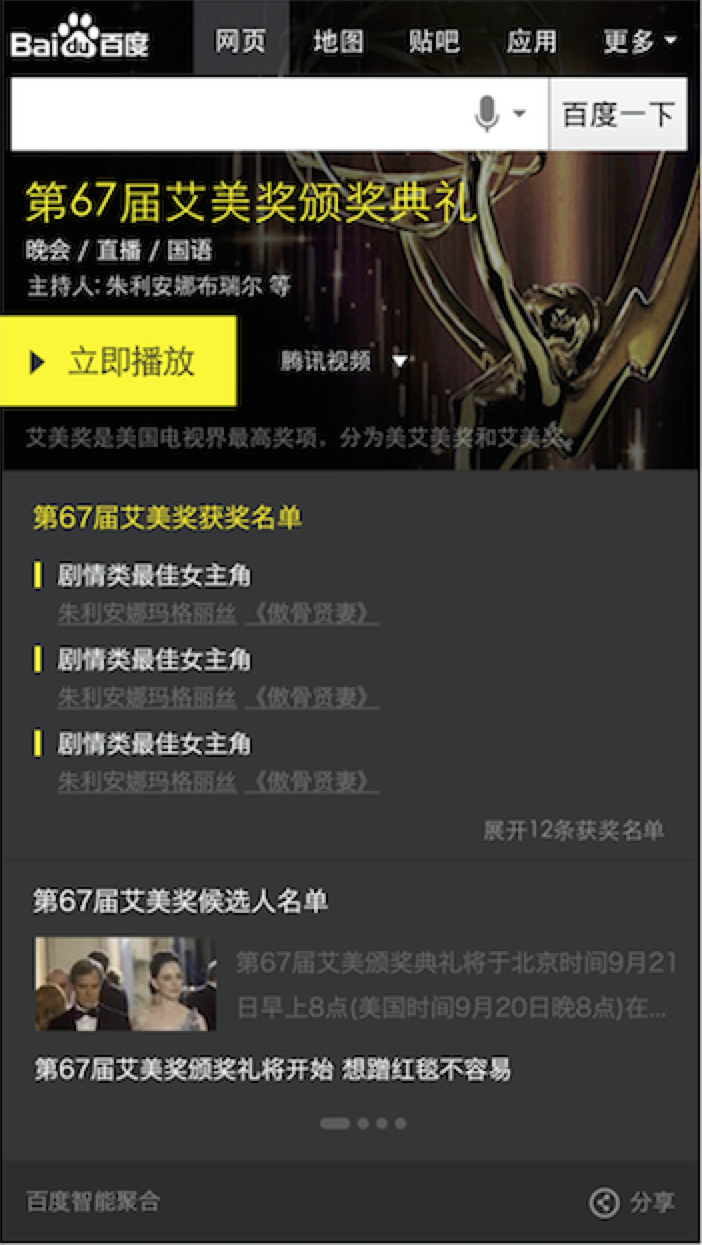 Bai du 百度
网页 地图 贴吧 应用 更多
百度一下
第67届艾美奖颁奖典礼
晚会 / 直播 / 国语
主持人: 朱利安娜布瑞尔 等
立即播放 腾讯视频
艾美奖是美国电视界最高奖项，分为美艾美奖和艾美奖。
第67届艾美奖获奖名单
剧情类最佳女主角
朱利安娜玛格丽丝 《傲骨贤妻》
剧情类最佳女主角
朱利安娜玛格丽丝 《傲骨贤妻》
剧情类最佳女主角
朱利安娜玛格丽丝 《傲骨贤妻》
展开12条获奖名单
第67届艾美奖候选人名单
第67届艾美颁奖典礼将于北京时间9月21
日早上8点(美国时间9月20日晚8点)在...
第67届艾美奖颁奖礼将开始 想蹭红毯不容易
百度智能聚合 分享